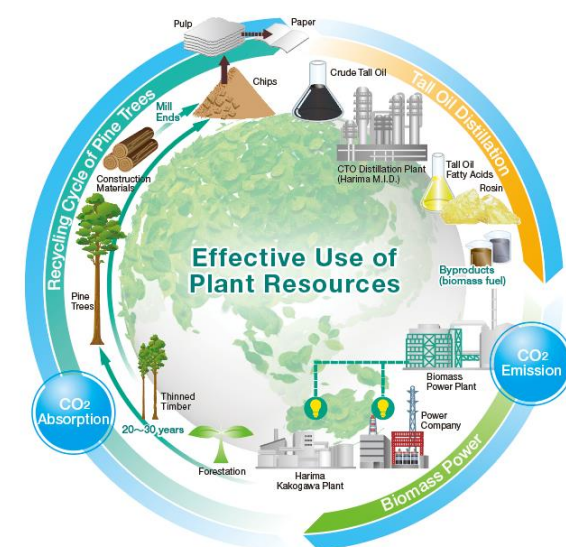 Pulp
Paper
Chips
Crude Tall Oil
Mill
Ends
Construction
Materials
Recycling Cycle of Pine Trees
Tall Oil Distillation
CTO Distillation Plant
(Harima M.I.D.)
Tall Oil
Fatty Acids
Rosin
Effective Use of
Plant Resources
Byproducts
(biomass fuel)
Pine
Trees
CO2
Emission
Biomass
Power Plant
CO2
Absorption
Thinned
Timber
20～30 years
Power
Company
Forestation
Harima
Kakogawa Plant
Biomass Power